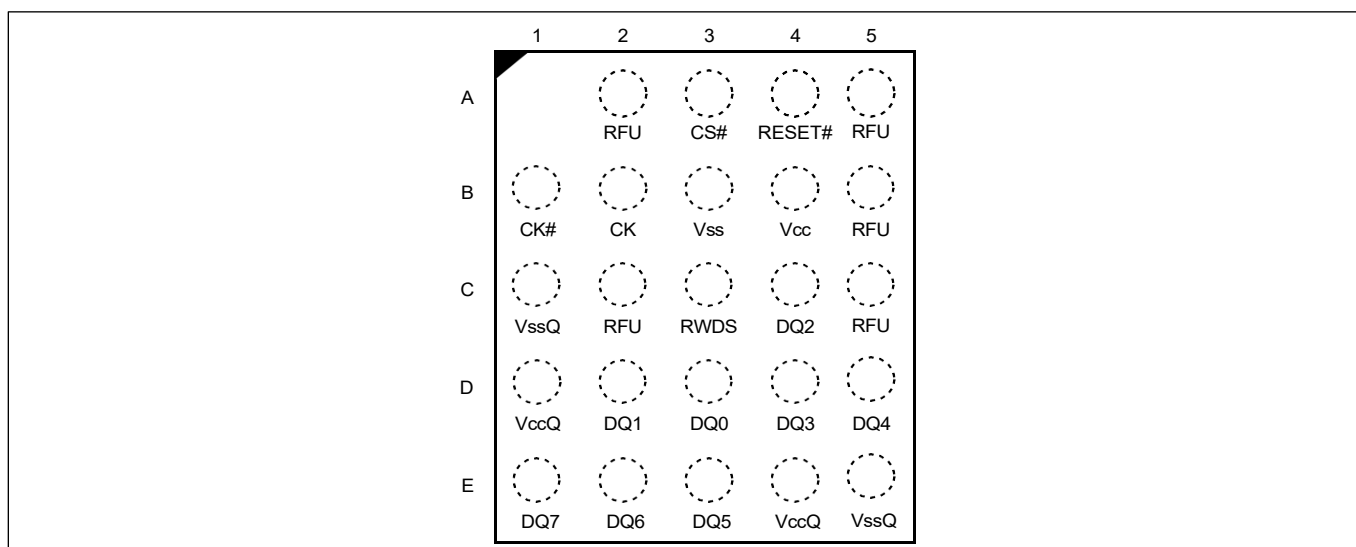 1 2 3 4 5
A
RFU CS# RESET# RFU
B
CK# CK Vss Vcc RFU
C
VssQ RFU RWDS DQ2 RFU
D
VccQ DQ1 DQ0 DQ3 DQ4
E
DQ7 DQ6 DQ5 VccQ VssQ